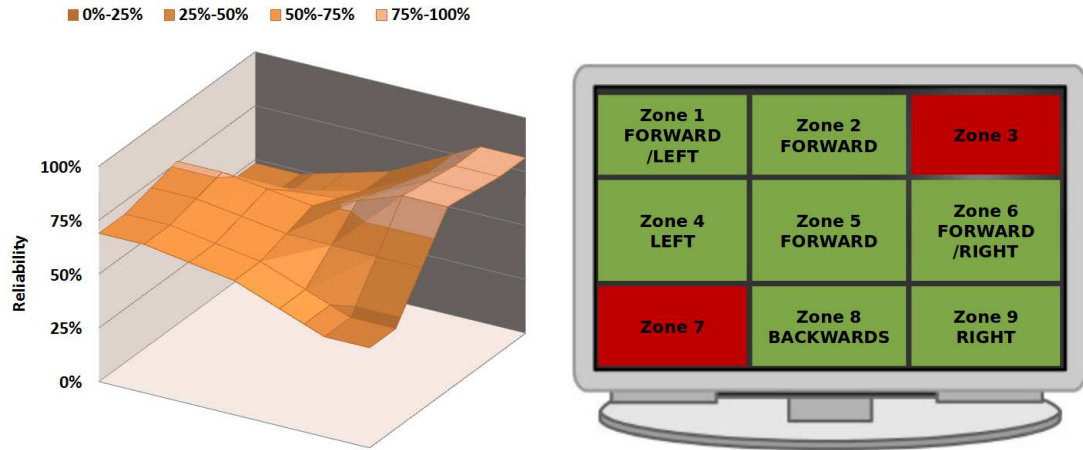 0%-25% 25%-50% 50%-75% 75%-100%
100%
75%
50%
25%
0%
Reliability
Zone 1
FORWARD
/LEFT
Zone 2
FORWARD
Zone 3
Zone 4
LEFT
Zone 5
FORWARD
Zone 6
FORWARD
/RIGHT
Zone 7
Zone 8
BACKWARDS
Zone 9
RIGHT